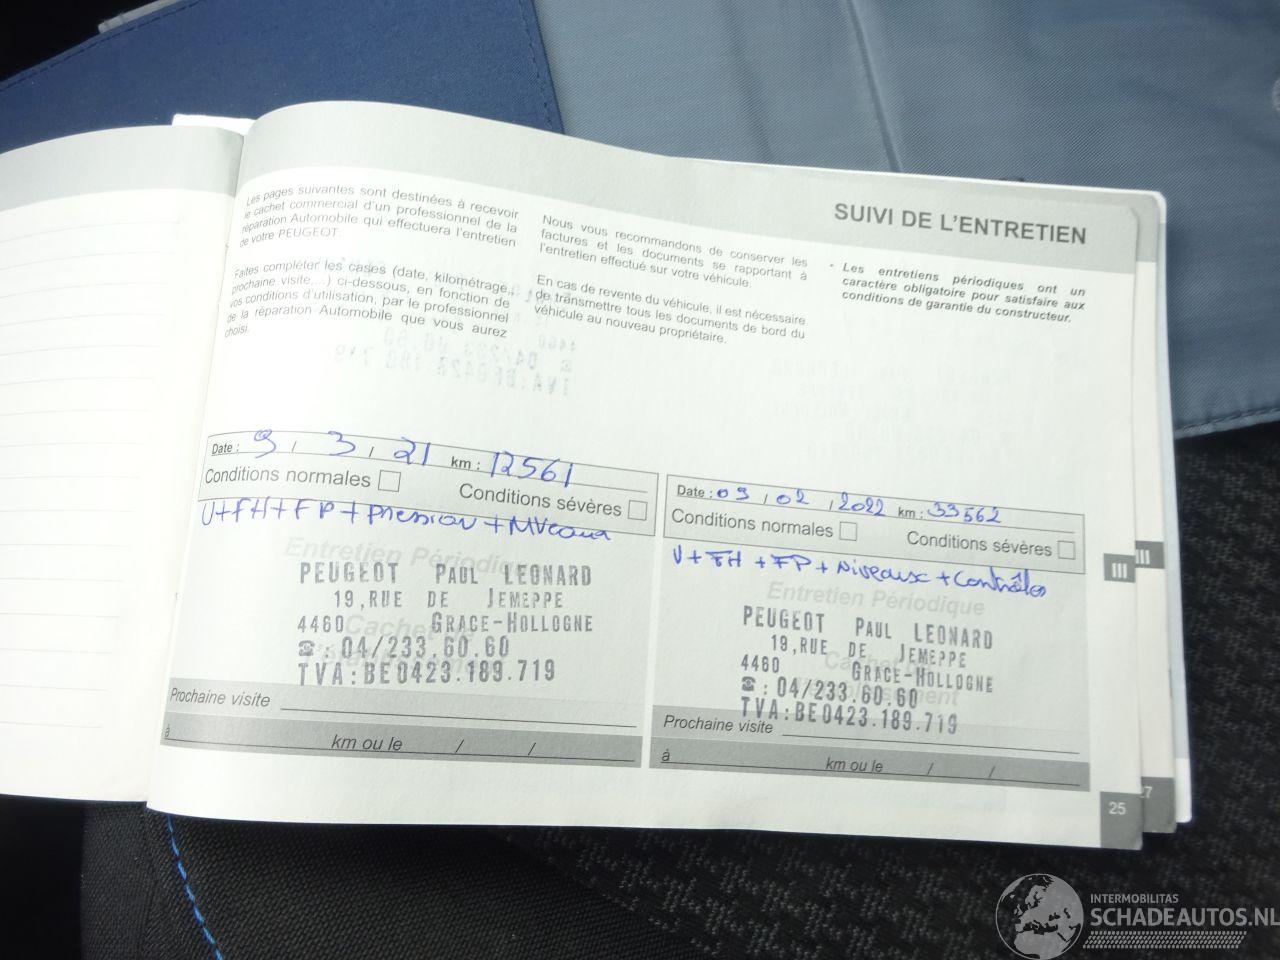 SUIVI DE L'ENTRETIEN
Les pages suivantes sont destinées à recevoir
le cachet commercial d'un professionnel de la
réparation Automobile qui effectuera l'entretien
de votre PEUGEOT.
Faites compléter les cases (date, kilométrage,
prochaine visite,...) ci-dessous, en fonction de
vos conditions d'utilisation, par le professionnel
de la réparation Automobile que vous aurez
choisi.
Nous vous recommandons de conserver les
factures et les documents se rapportant à
l'entretien effectué sur votre véhicule.
En cas de revente du véhicule, il est nécessaire
de transmettre tous les documents de bord du
véhicule au nouveau propriétaire.
- Les entretiens périodiques ont un
caractère obligatoire pour satisfaire aux
conditions de garantie du constructeur.
Date : 9 / 3 / 21 km : 12561
Conditions normales
Conditions sévères
V+FH+FP+Pression+Niveaux
Entretien Périodique
PEUGEOT PAUL LEONARD
19,RUE DE JEMEPPE
4460 GRACE-HOLLOGNE
☎: 04/233.60.60
TVA:BE0423.189.719
Prochaine visite
à km ou le / /
Date : 09 / 02 / 2022 km : 33562
Conditions normales
Conditions sévères
V+FH+FP+Niveaux+Contrôles
Entretien Périodique
PEUGEOT PAUL LEONARD
19,RUE DE JEMEPPE
4460 GRACE-HOLLOGNE
☎: 04/233.60.60
TVA:BE0423.189.719
Prochaine visite
à km ou le / /
III
III
25
27
INTERMOBILITAS
SCHADEAUTOS.NL